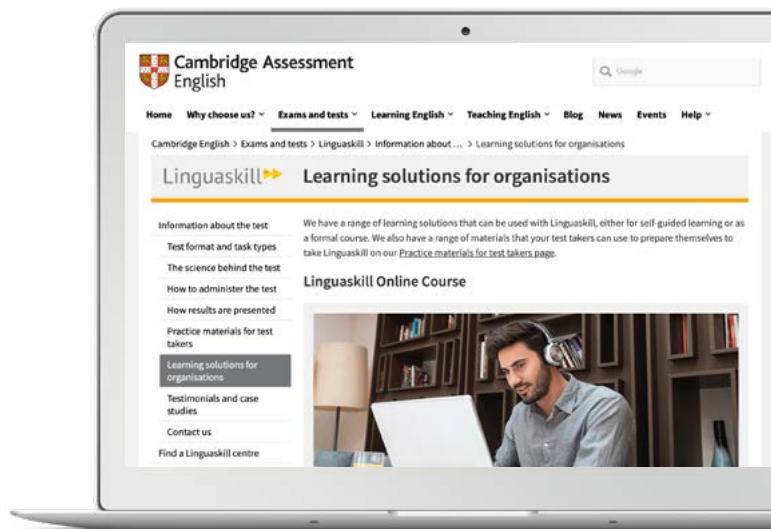 Cambridge Assessment
English
Google
Home Why choose us? Exams and tests Learning English Teaching English Blog News Events Help
Cambridge English > Exams and tests > Linguaskill > Information about ... > Learning solutions for organisations
Linguaskill
Learning solutions for organisations
Information about the test
Test format and task types
The science behind the test
How to administer the test
How results are presented
Practice materials for test
takers
Learning solutions for
organisations
Testimonials and case
studies
Contact us
Find a Linguaskill centre
We have a range of learning solutions that can be used with Linguaskill, either for self-guided learning or as
a formal course. We also have a range of materials that your test takers can use to prepare themselves to
take Linguaskill on our Practice materials for test takers page.
Linguaskill Online Course